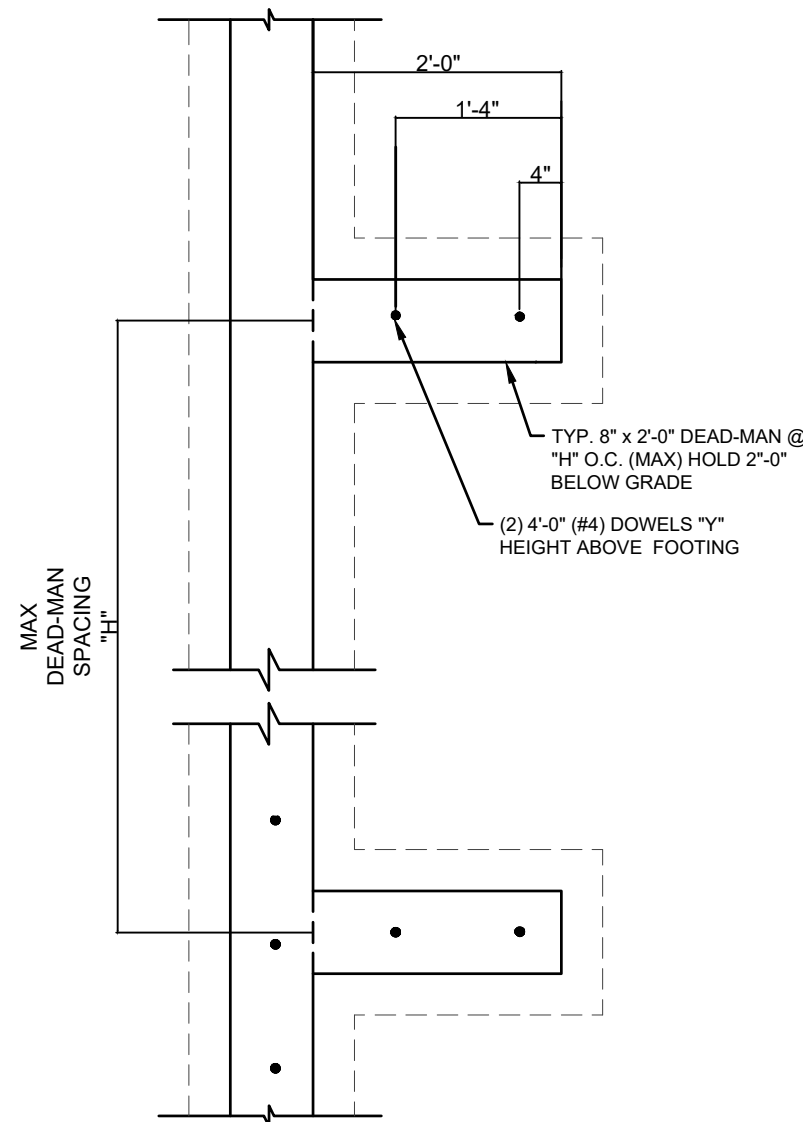 2'-0"
1'-4"
4"
TYP. 8" x 2'-0" DEAD-MAN @
"H" O.C. (MAX) HOLD 2"-0"
BELOW GRADE
(2) 4'-0" (#4) DOWELS "Y"
HEIGHT ABOVE FOOTING
MAX
DEAD-MAN
SPACING
"H"